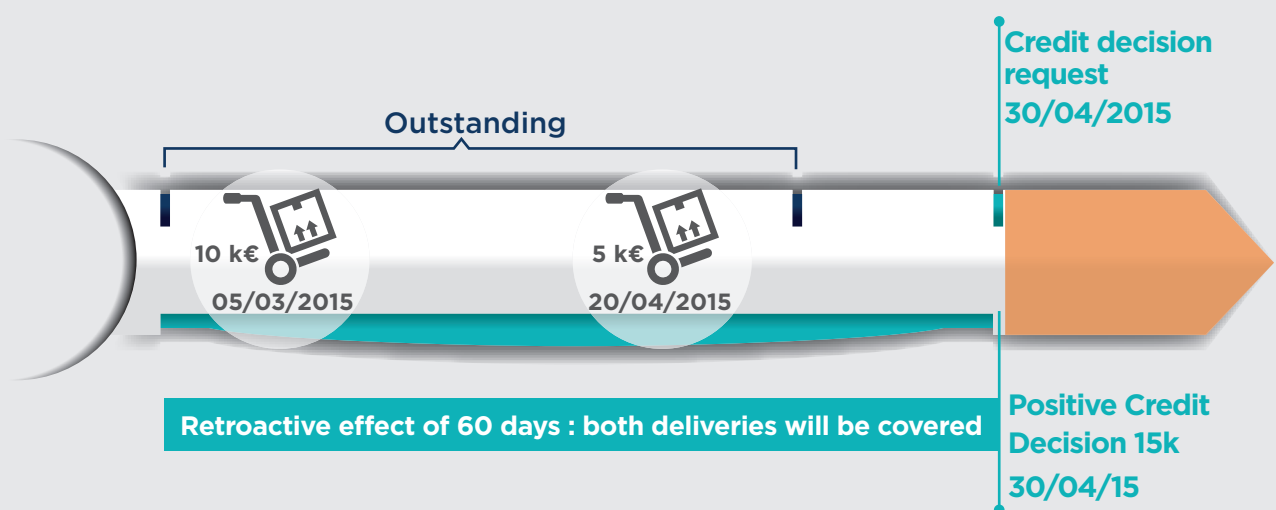 Credit decision
request
30/04/2015
Outstanding
10 k€
05/03/2015
5 k€
20/04/2015
Retroactive effect of 60 days : both deliveries will be covered
Positive Credit
Decision 15k
30/04/15